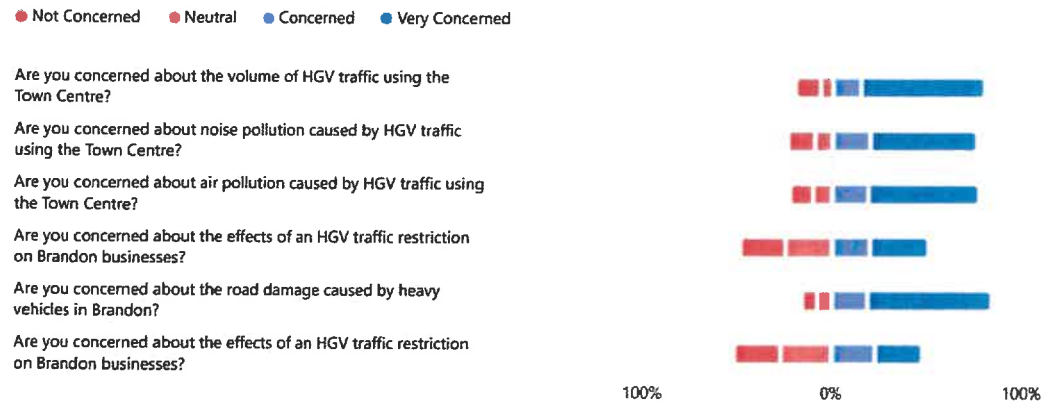 Not Concerned Neutral Concerned Very Concerned
Are you concerned about the volume of HGV traffic using the
Town Centre?
Are you concerned about noise pollution caused by HGV traffic
using the Town Centre?
Are you concerned about air pollution caused by HGV traffic using
the Town Centre?
Are you concerned about the effects of an HGV traffic restriction
on Brandon businesses?
Are you concerned about the road damage caused by heavy
vehicles in Brandon?
Are you concerned about the effects of an HGV traffic restriction
on Brandon businesses?
100% 0% 100%